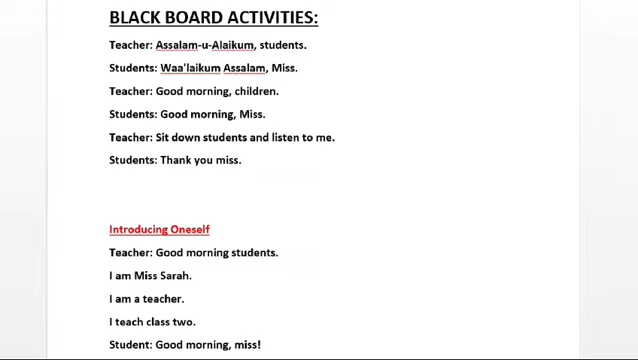 BLACK BOARD ACTIVITIES:
Teacher: Assalam-u-Alaikum, students.
Students: Waa'laikum Assalam, Miss.
Teacher: Good morning, children.
Students: Good morning, Miss.
Teacher: Sit down students and listen to me.
Students: Thank you miss.
Introducing Oneself
Teacher: Good morning students.
I am Miss Sarah.
I am a teacher.
I teach class two.
Student: Good morning, miss!